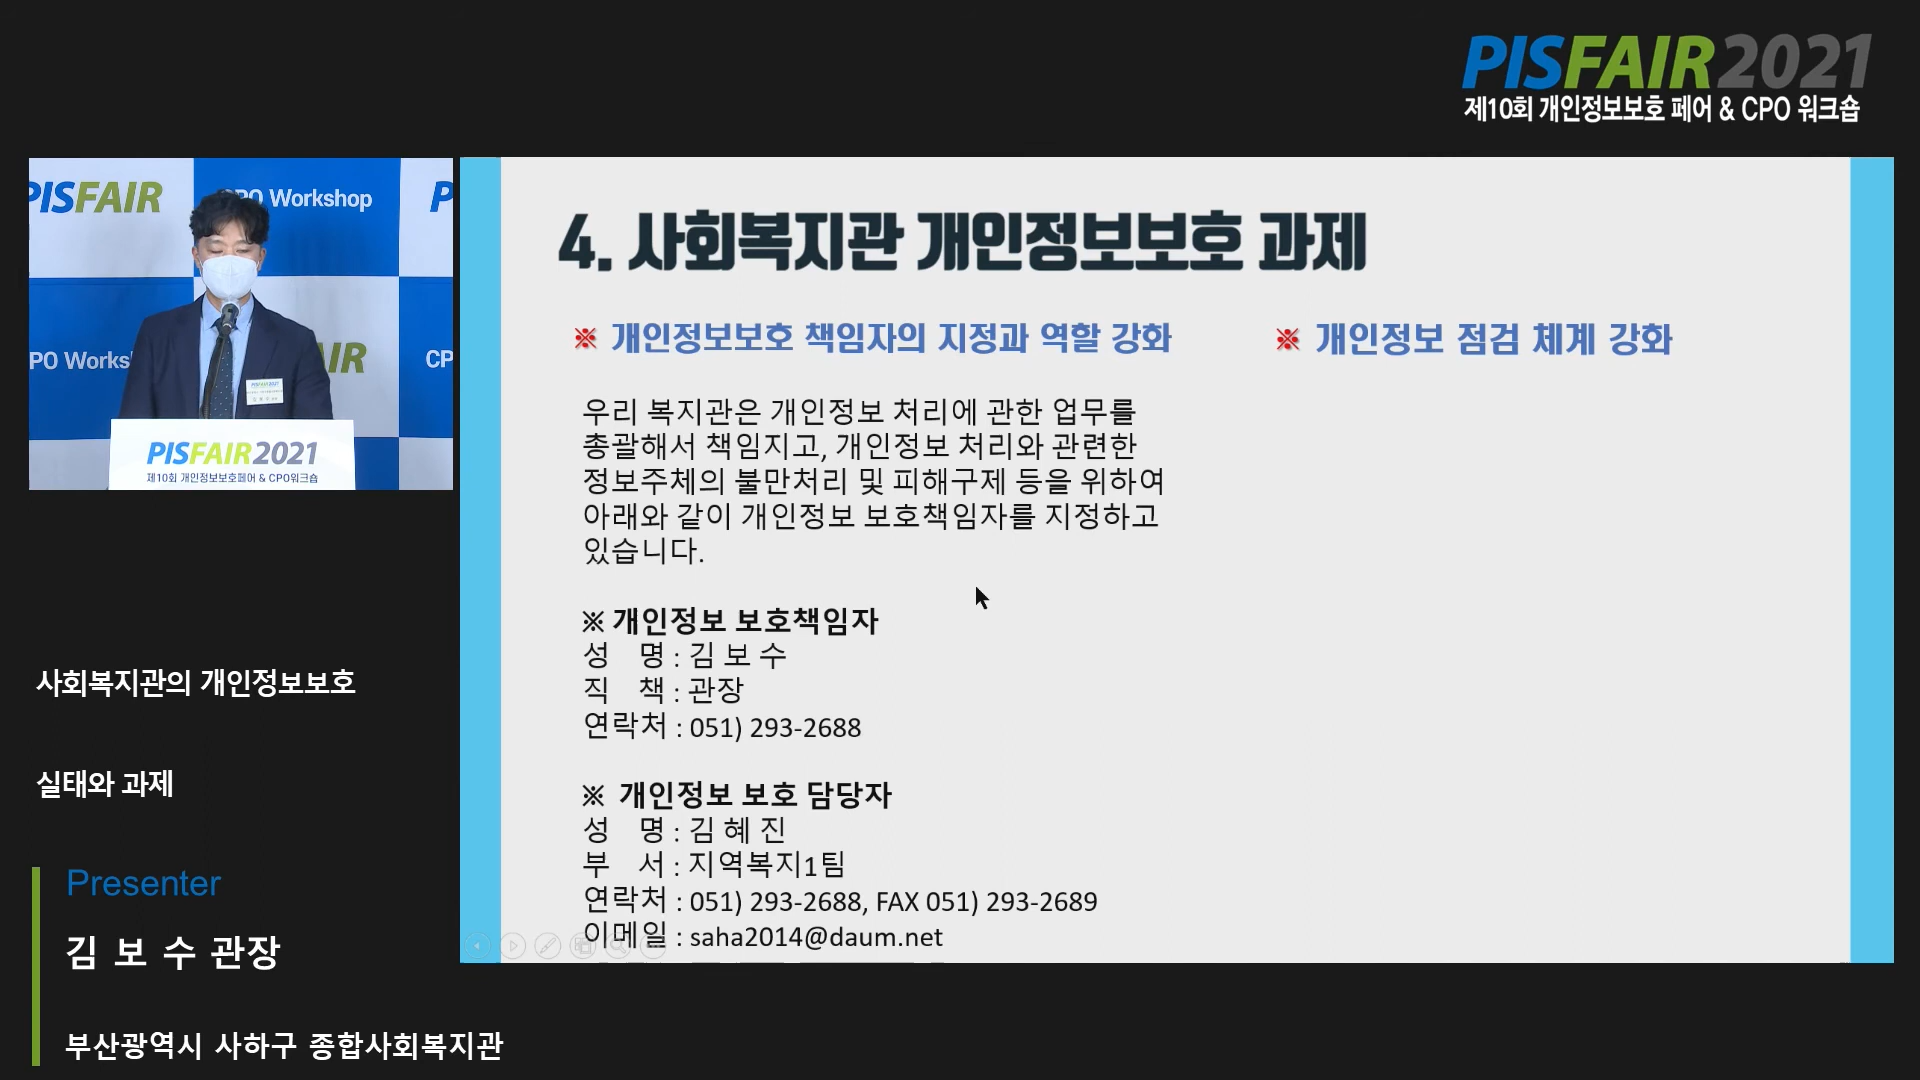 PISFAIR2021
제10회 개인정보보호 페어 & CPO 워크숍
PISFAIR
CPO Workshop
P
PO Works
AIR
CP
PISFAIR2021
PISFAIR2021
제10회 개인정보보호페어 & CPO워크숍
4. 사회복지관 개인정보보호 과제
※ 개인정보보호 책임자의 지정과 역할 강화
※ 개인정보 점검 체계 강화
우리 복지관은 개인정보 처리에 관한 업무를
총괄해서 책임지고, 개인정보 처리와 관련한
정보주체의 불만처리 및 피해구제 등을 위하여
아래와 같이 개인정보 보호책임자를 지정하고
있습니다.
※ 개인정보 보호책임자
성 명 : 김 보 수
직 책 : 관장
연락처 : 051) 293-2688
※ 개인정보 보호 담당자
성 명 : 김 혜 진
부 서 : 지역복지1팀
연락처 : 051) 293-2688, FAX 051) 293-2689
이메일 : saha2014@daum.net
사회복지관의 개인정보보호
실태와 과제
Presenter
김 보 수 관장
부산광역시 사하구 종합사회복지관